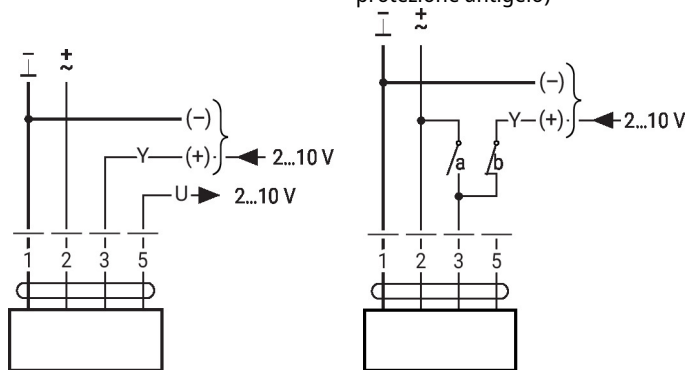 protezione antigelo)
⊥ ~
(–)
Y (+) 2...10 V
U 2...10 V
1 2 3 5
– +
⊥ ~
(–)
Y (+) 2...10 V
a b
1 2 3 5